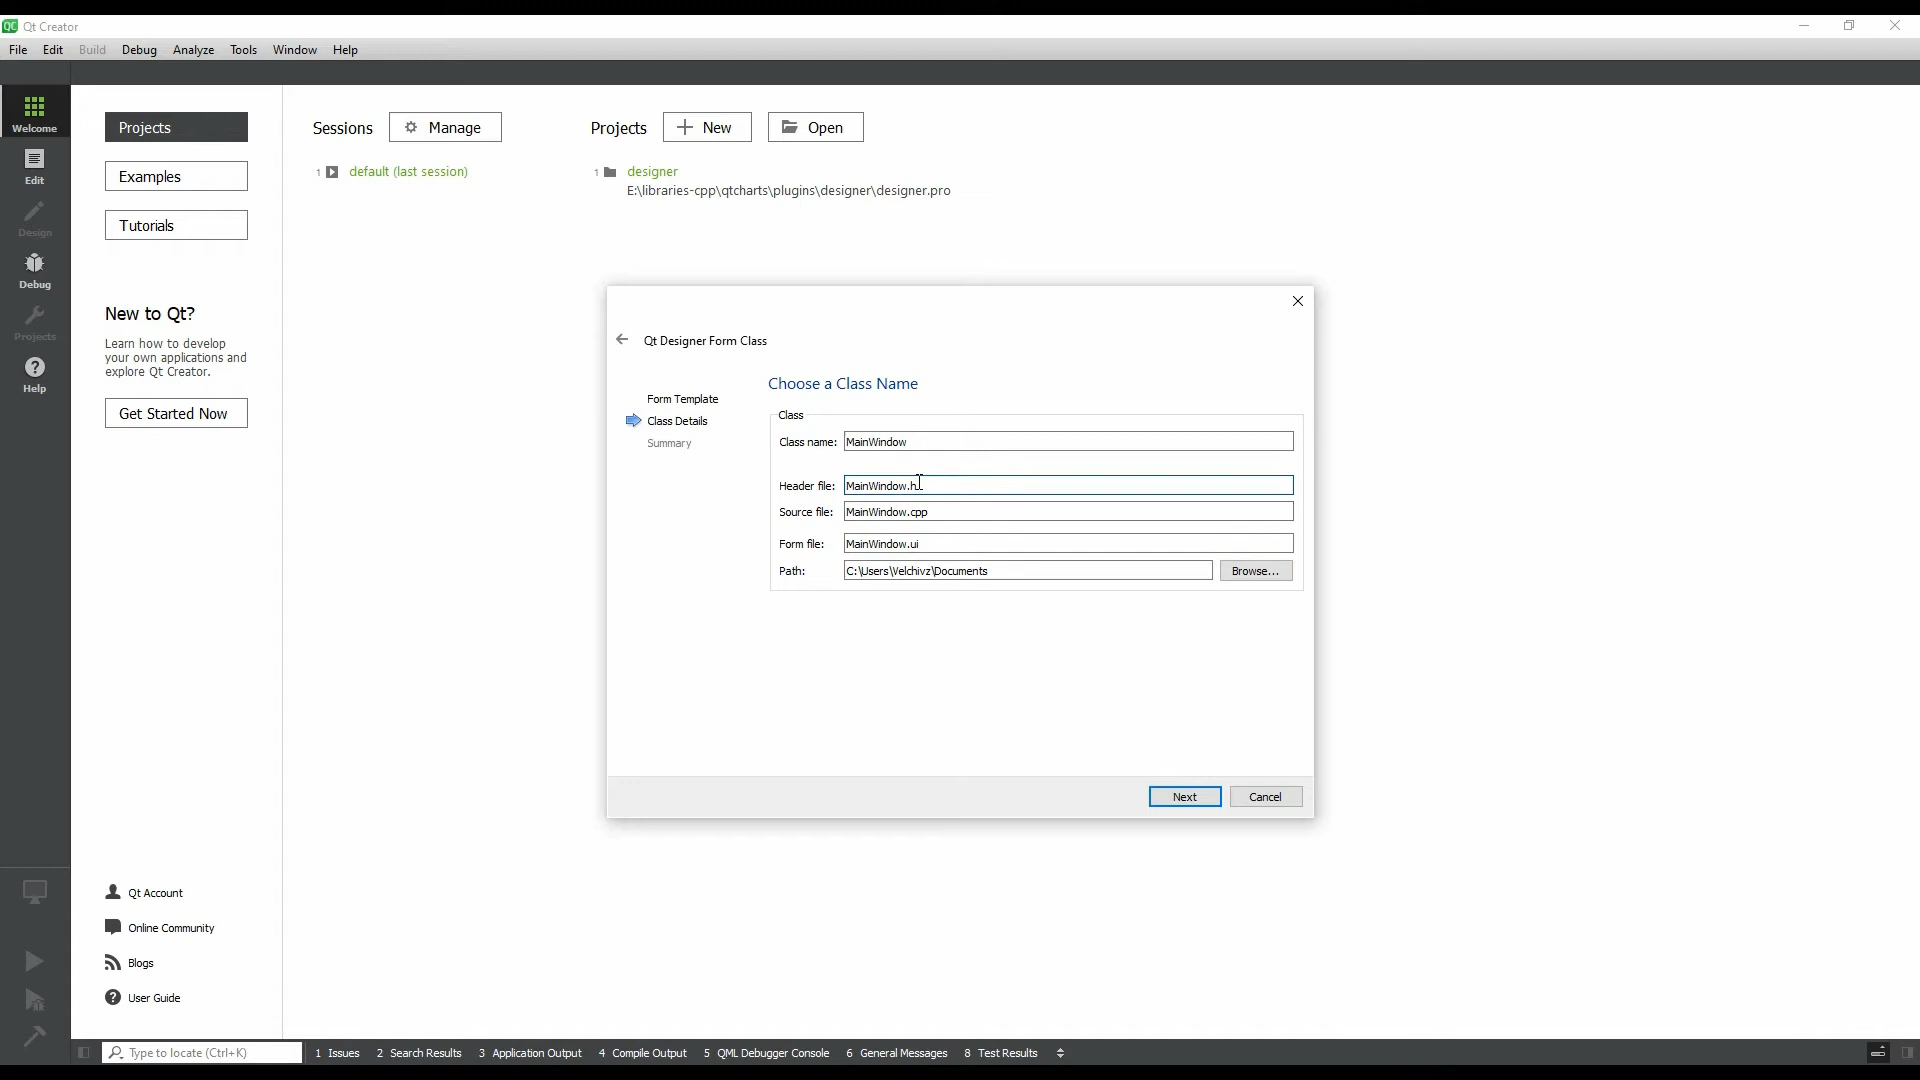 Qt Creator
File Edit Build Debug Analyze Tools Window Help
Welcome
Edit
Design
Debug
Projects
Help
Projects
Examples
Tutorials
New to Qt?
Learn how to develop
your own applications and
explore Qt Creator.
Get Started Now
Qt Account
Online Community
Blogs
User Guide
Sessions Manage
1 default (last session)
Projects New Open
1 designer
E:\libraries-cpp\qtcharts\plugins\designer\designer.pro
Qt Designer Form Class
Form Template
Class Details
Summary
Choose a Class Name
Class
Class name: MainWindow
Header file:
Source file: MainWindow.cpp
Form file: MainWindow.ui
Path: C:\Users\Velchivz\Documents Browse...
Next Cancel
Type to locate (Ctrl+K) 1 Issues 2 Search Results 3 Application Output 4 Compile Output 5 QML Debugger Console 6 General Messages 8 Test Results